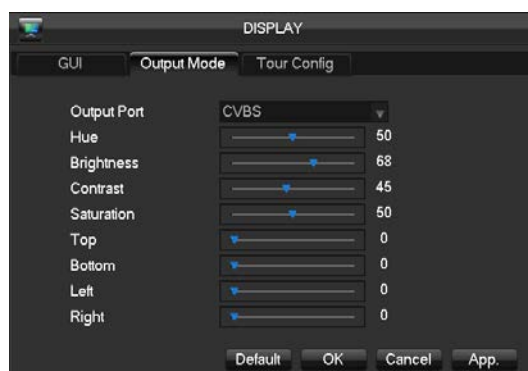 DISPLAY
GUI Output Mode Tour Config
Output Port CVBS
Hue 50
Brightness 68
Contrast 45
Saturation 50
Top 0
Bottom 0
Left 0
Right 0
Default OK Cancel App.